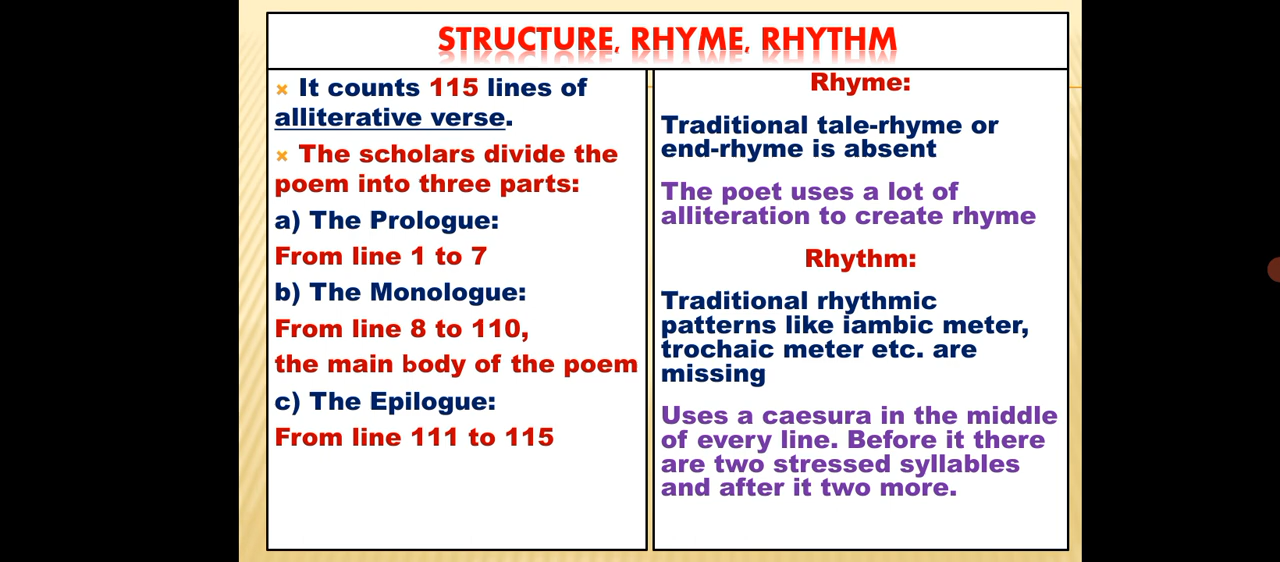 STRUCTURE, RHYME, RHYTHM
It counts 115 lines of
alliterative verse.
The scholars divide the
poem into three parts:
a) The Prologue:
From line 1 to 7
b) The Monologue:
From line 8 to 110,
the main body of the poem
c) The Epilogue:
From line 111 to 115
Rhyme:
Traditional tale-rhyme or
end-rhyme is absent
The poet uses a lot of
alliteration to create rhyme
Rhythm:
Traditional rhythmic
patterns like iambic meter,
trochaic meter etc. are
missing
Uses a caesura in the middle
of every line. Before it there
are two stressed syllables
and after it two more.